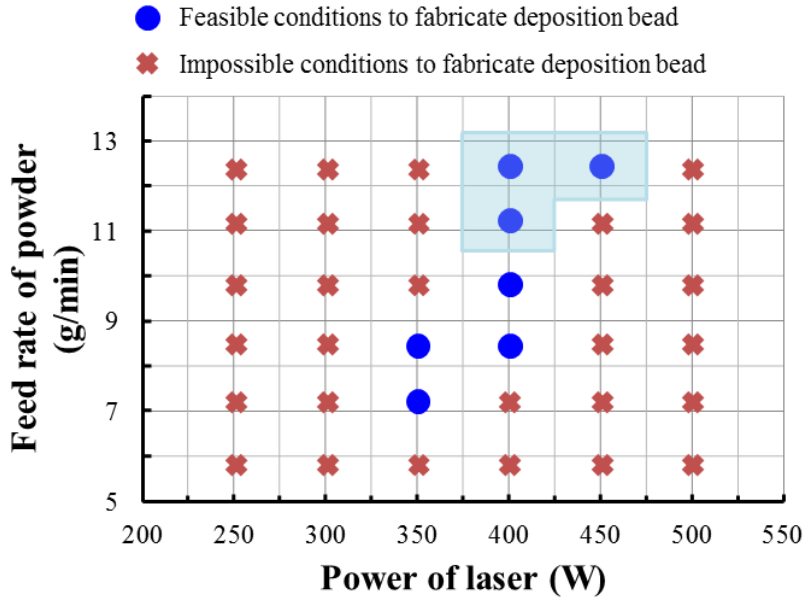 Feasible conditions to fabricate deposition bead
Impossible conditions to fabricate deposition bead
Feed rate of powder
(g/min)
13
11
9
7
5
200 250 300 350 400 450 500 550
Power of laser (W)